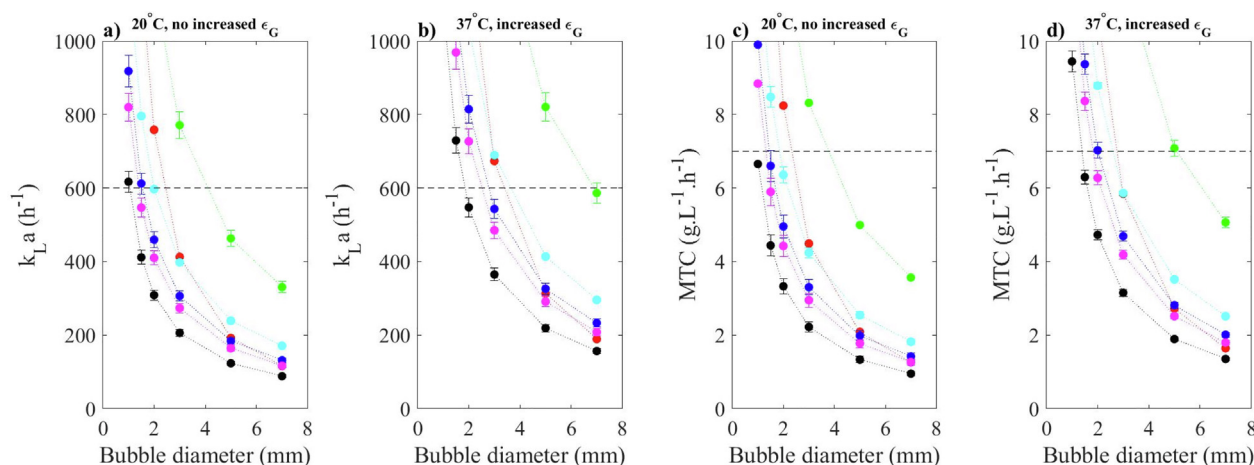 a) 20°C, no increased ϵG
1000
800
600
400
200
0
kLa (h-1)
0 2 4 6 8
Bubble diameter (mm)
b) 37°C, increased ϵG
1000
800
600
400
200
0
kLa (h-1)
0 2 4 6 8
Bubble diameter (mm)
c) 20°C, no increased ϵG
10
8
6
4
2
0
MTC (g.L-1.h-1)
0 2 4 6 8
Bubble diameter (mm)
d) 37°C, increased ϵG
10
8
6
4
2
0
MTC (g.L-1.h-1)
0 2 4 6 8
Bubble diameter (mm)